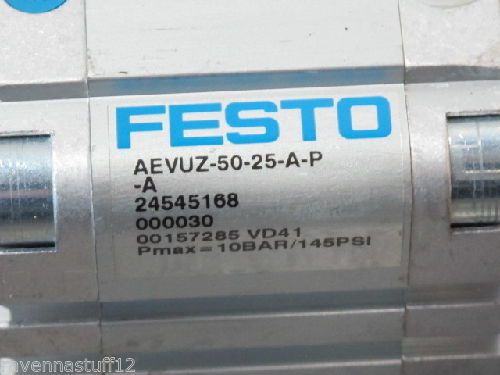 FESTO
AEVUZ-50-25-A-P
-A
24545168
000030
00157285 VD41
Pmax=10BAR/145PSI
ravennastuff12